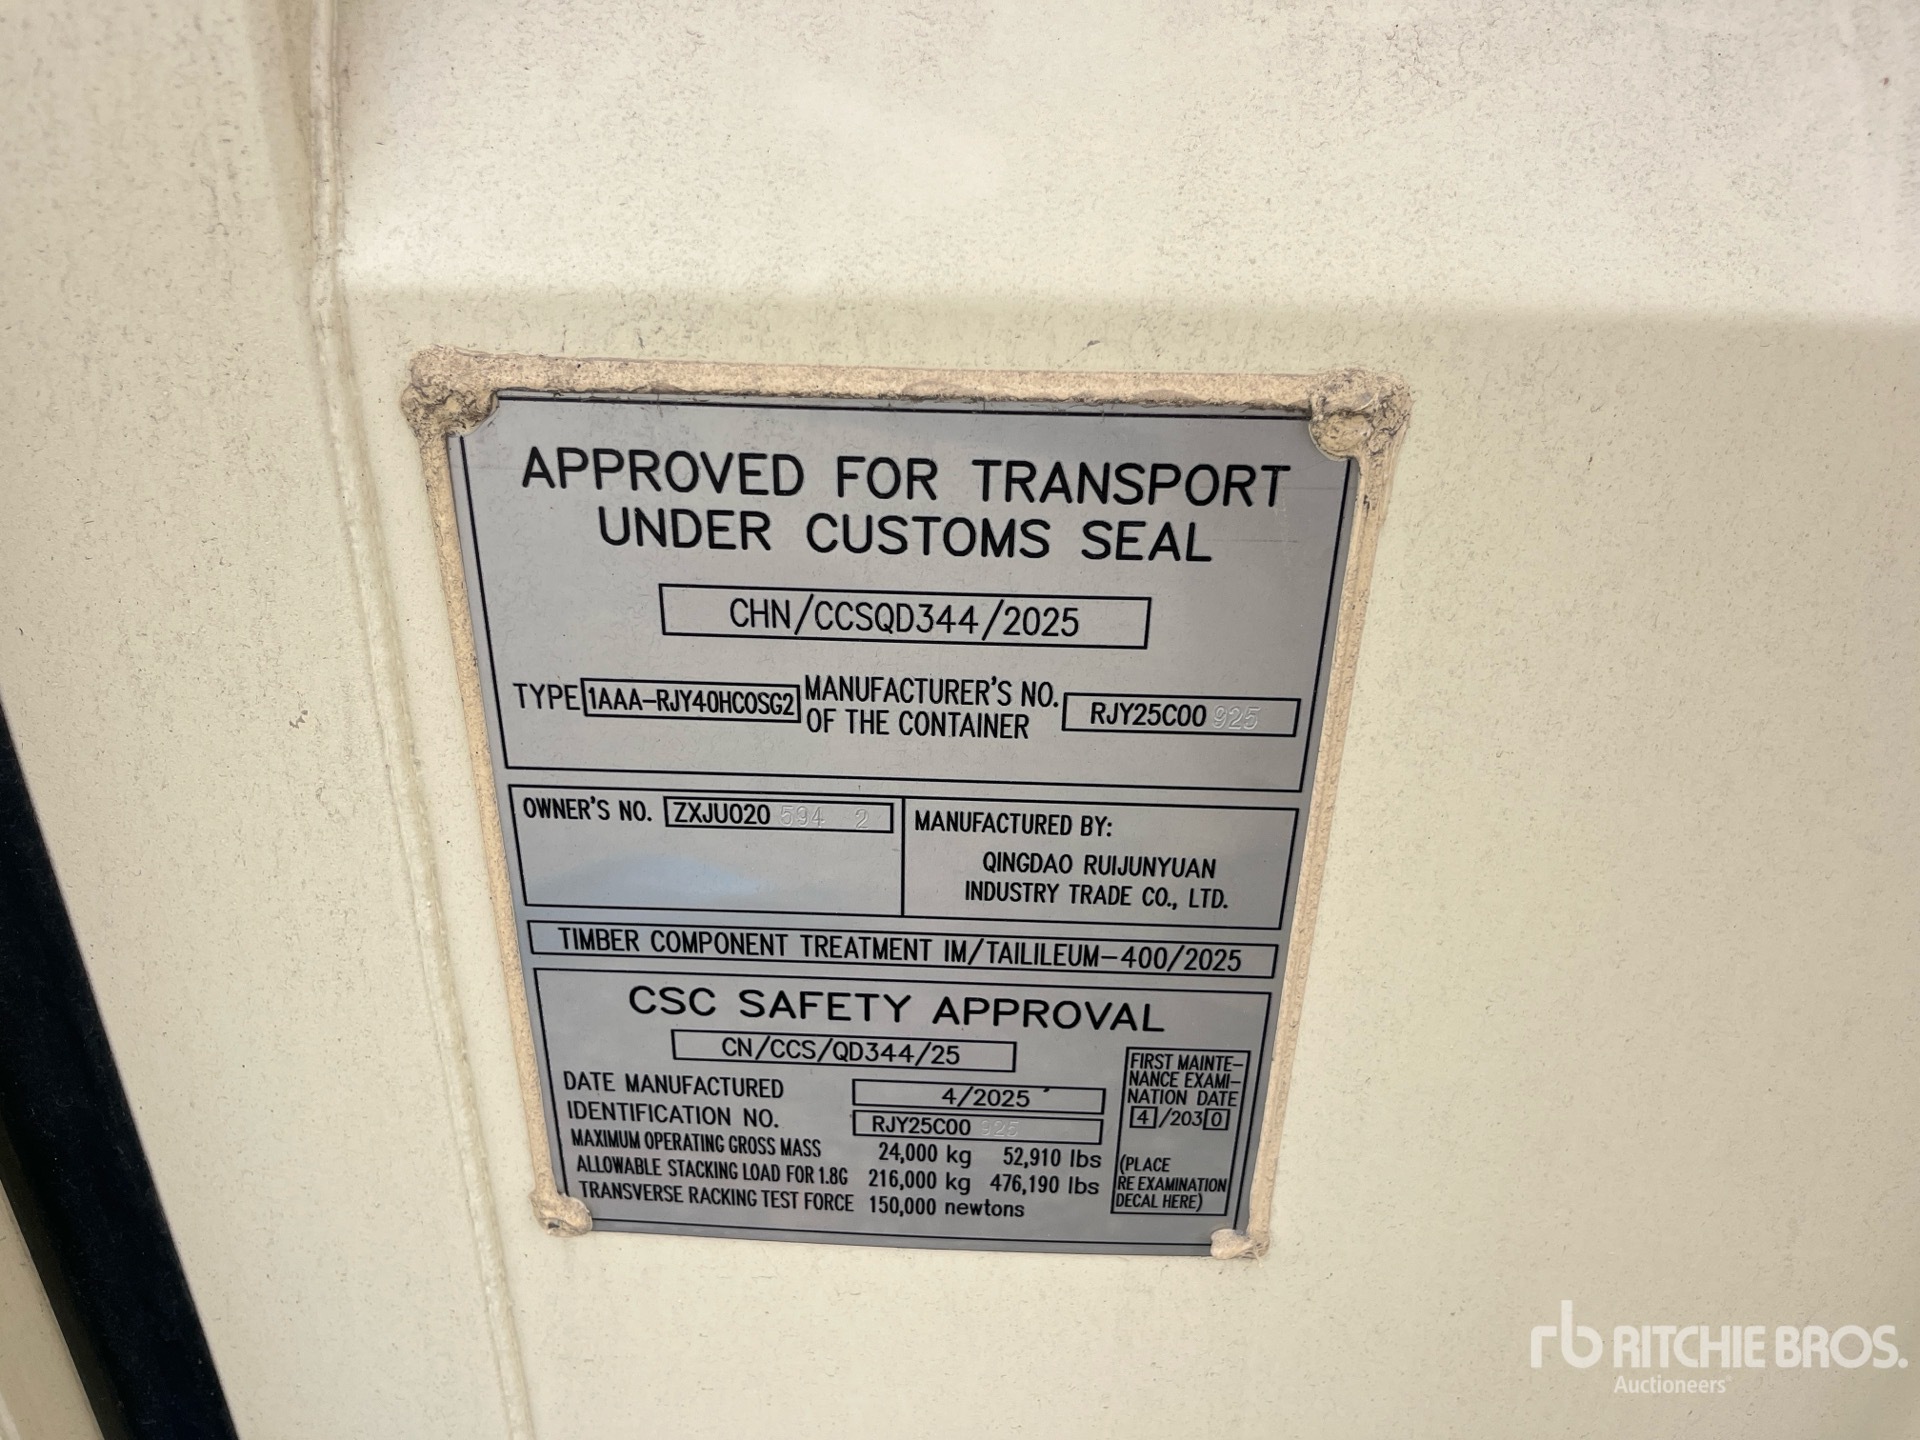 APPROVED FOR TRANSPORT
UNDER CUSTOMS SEAL
CHN/CCSQD344/2025
TYPE 1AAA-RJY40HCOSG2 MANUFACTURER'S NO.
OF THE CONTAINER RJY25C00 925
OWNER'S NO. ZXJU020 594 2
MANUFACTURED BY:
QINGDAO RUIJUNYUAN
INDUSTRY TRADE CO., LTD.
TIMBER COMPONENT TREATMENT IM/TAILILEUM-400/2025
CSC SAFETY APPROVAL
CN/CCS/QD344/25
DATE MANUFACTURED 4/2025
IDENTIFICATION NO. RJY25C00 925
MAXIMUM OPERATING GROSS MASS 24,000 kg 52,910 lbs
ALLOWABLE STACKING LOAD FOR 1.8G 216,000 kg 476,190 lbs
TRANSVERSE RACKING TEST FORCE 150,000 newtons
FIRST MAINTE-
NANCE EXAMI-
NATION DATE
4/2030
(PLACE
RE EXAMINATION
DECAL HERE)
rb RITCHIE BROS.
Auctioneers